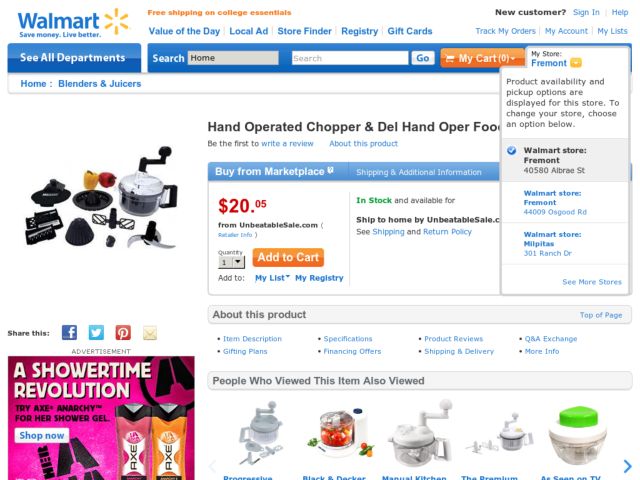 Walmart
Save money. Live better.
Free shipping on college essentials
New customer? Sign In | Help
Value of the Day | Local Ad | Store Finder | Registry | Gift Cards
Track My Orders | My Account | My Lists
See All Departments
Search Home
Search
Go
My Cart (0)
My Store:
Fremont
Home › Blenders & Juicers
Product availability and
pickup options are
displayed for this store. To
change your store, choose
an option below.
Walmart store:
Fremont
40580 Albrae St
Walmart store:
Fremont
44009 Osgood Rd
Walmart store:
Milpitas
301 Ranch Dr
See More Stores
Hand Operated Chopper & Del Hand Oper Foo
Be the first to write a review
About this product
Buy from Marketplace
Shipping & Additional Information
$20.05
from UnbeatableSale.com (
Retailer Info )
Quantity
1
Add to Cart
Add to: My List My Registry
In Stock and available for
Ship to home by UnbeatableSale.c
See Shipping and Return Policy
About this product
Top of Page
• Item Description
• Specifications
• Product Reviews
• Q&A Exchange
• Gifting Plans
• Financing Offers
• Shipping & Delivery
• More Info
Share this:
ADVERTISEMENT
A SHOWERTIME
REVOLUTION
TRY AXE® ANARCHY™
FOR HER SHOWER GEL.
Shop now
AXE
AXE
People Who Viewed This Item Also Viewed
Progressive
Black & Decker
Manual Kitchen
The Premium
As Seen on TV